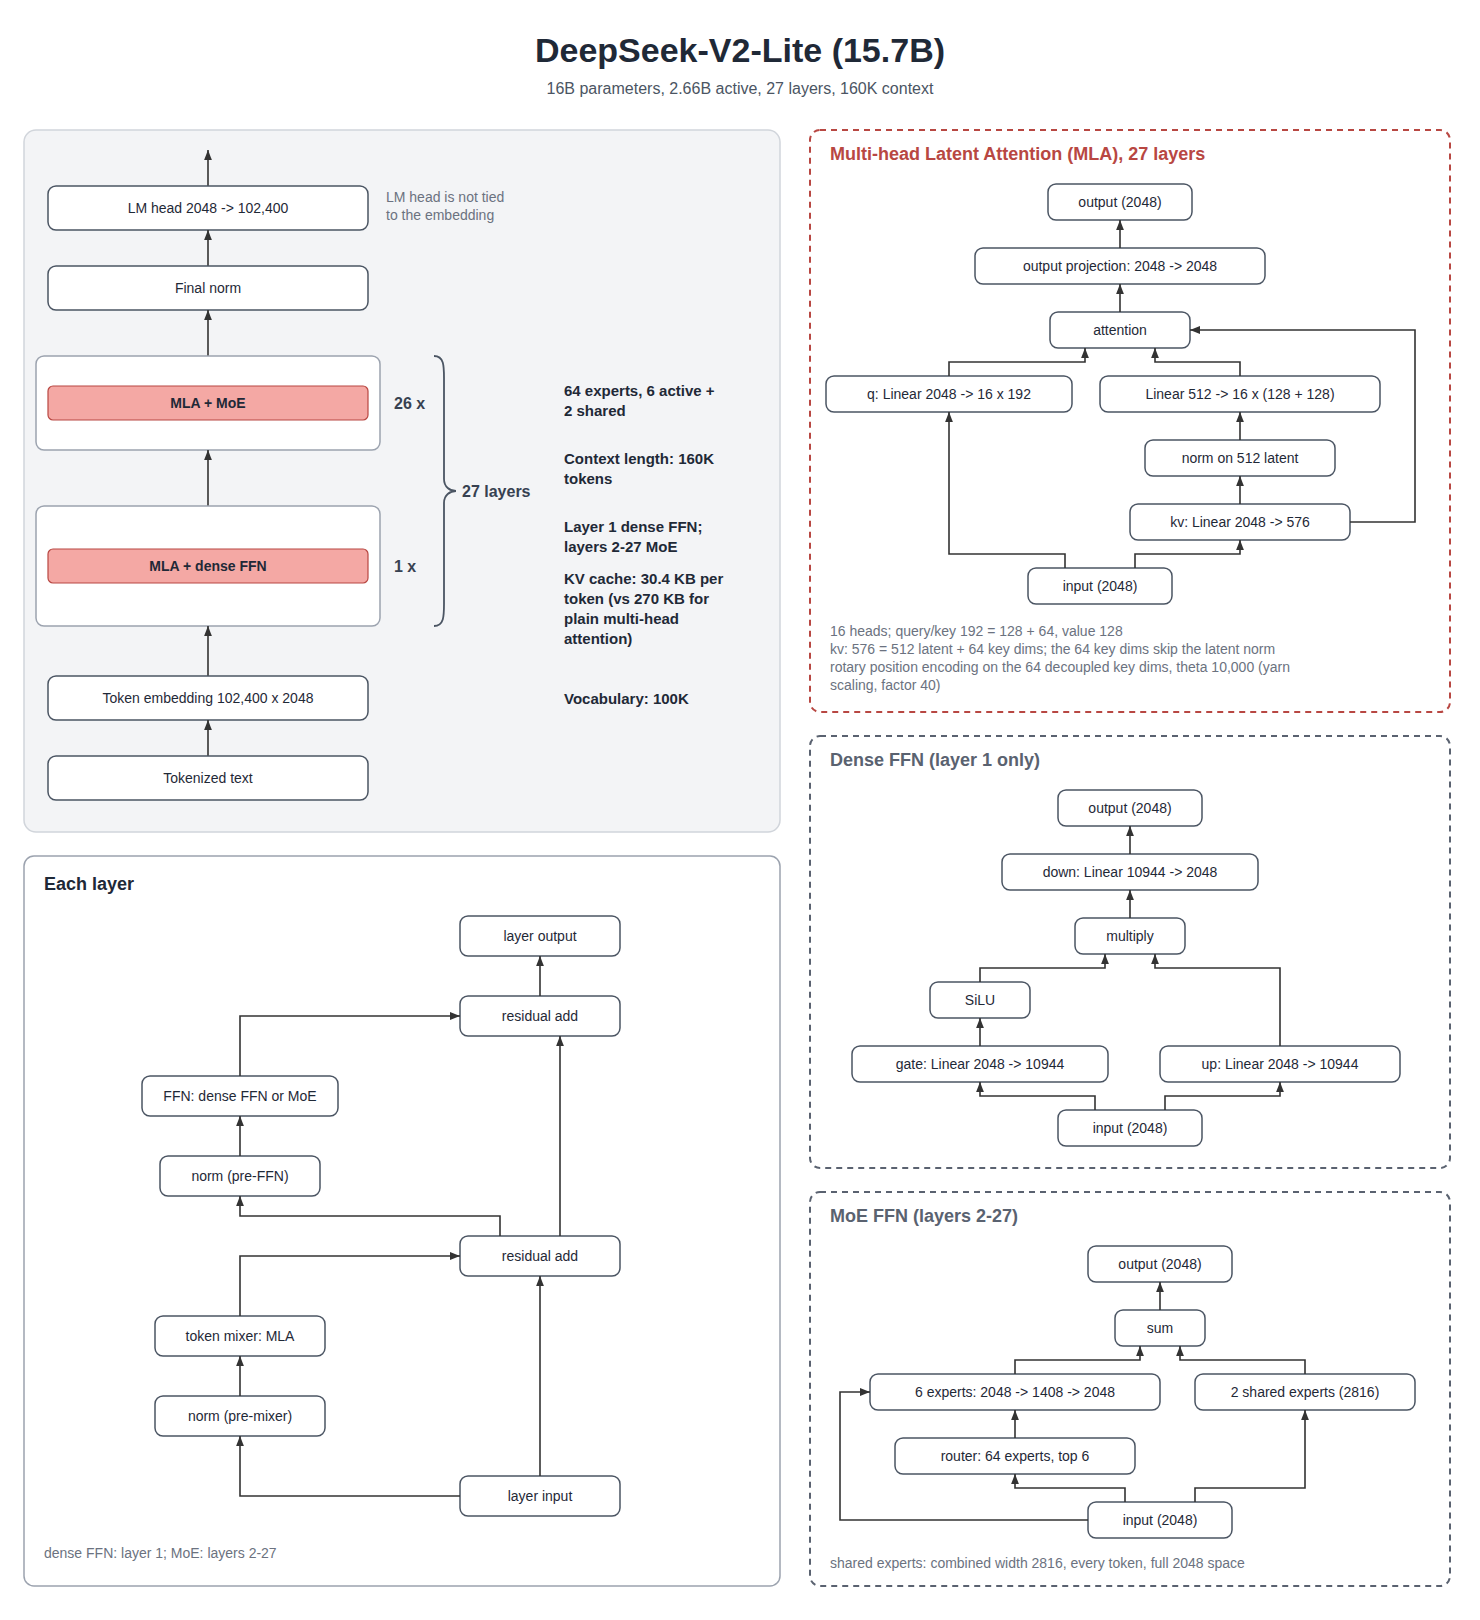 DeepSeek-V2-Lite (15.7B)
16B parameters, 2.66B active, 27 layers, 160K context
LM head 2048 -> 102,400
LM head is not tied
to the embedding
Final norm
MLA + MoE
26 x
MLA + dense FFN
1 x
27 layers
64 experts, 6 active +
2 shared
Context length: 160K
tokens
Layer 1 dense FFN;
layers 2-27 MoE
KV cache: 30.4 KB per
token (vs 270 KB for
plain multi-head
attention)
Vocabulary: 100K
Token embedding 102,400 x 2048
Tokenized text
Each layer
layer output
residual add
FFN: dense FFN or MoE
norm (pre-FFN)
residual add
token mixer: MLA
norm (pre-mixer)
layer input
dense FFN: layer 1; MoE: layers 2-27
Multi-head Latent Attention (MLA), 27 layers
output (2048)
output projection: 2048 -> 2048
attention
q: Linear 2048 -> 16 x 192
Linear 512 -> 16 x (128 + 128)
norm on 512 latent
kv: Linear 2048 -> 576
input (2048)
16 heads; query/key 192 = 128 + 64, value 128
kv: 576 = 512 latent + 64 key dims; the 64 key dims skip the latent norm
rotary position encoding on the 64 decoupled key dims, theta 10,000 (yarn
scaling, factor 40)
Dense FFN (layer 1 only)
output (2048)
down: Linear 10944 -> 2048
multiply
SiLU
gate: Linear 2048 -> 10944
up: Linear 2048 -> 10944
input (2048)
MoE FFN (layers 2-27)
output (2048)
sum
6 experts: 2048 -> 1408 -> 2048
2 shared experts (2816)
router: 64 experts, top 6
input (2048)
shared experts: combined width 2816, every token, full 2048 space